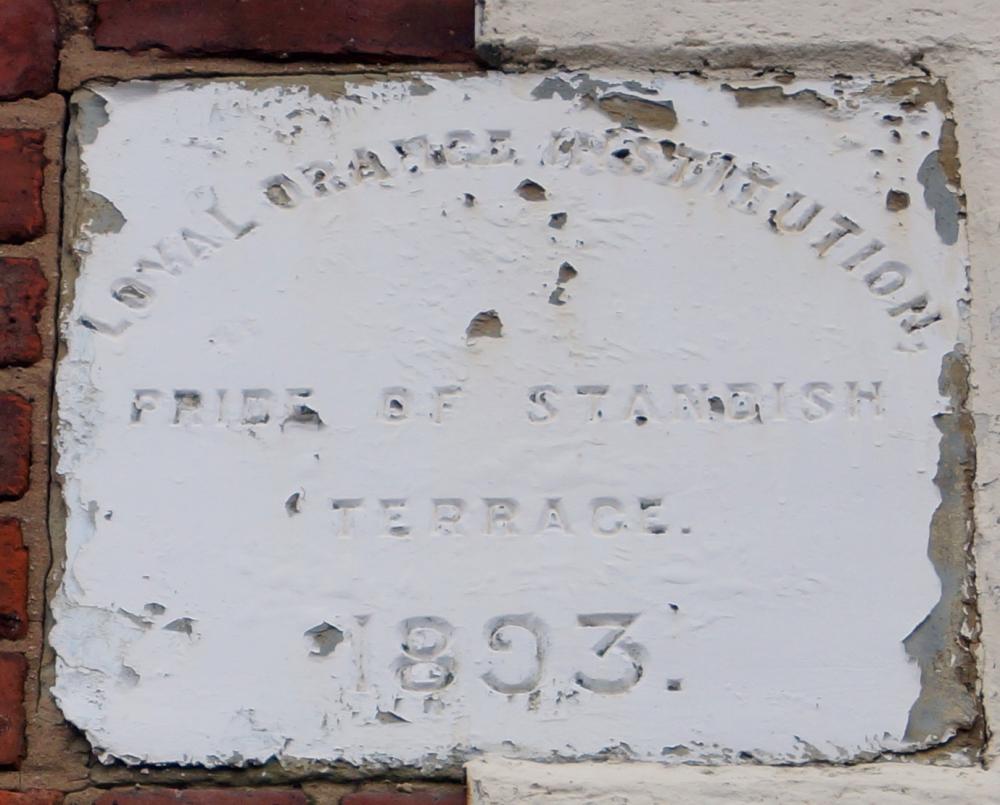 LOYAL ORANGE INSTITUTION,
PRIDE OF STANDISH
TERRACE.
1893.